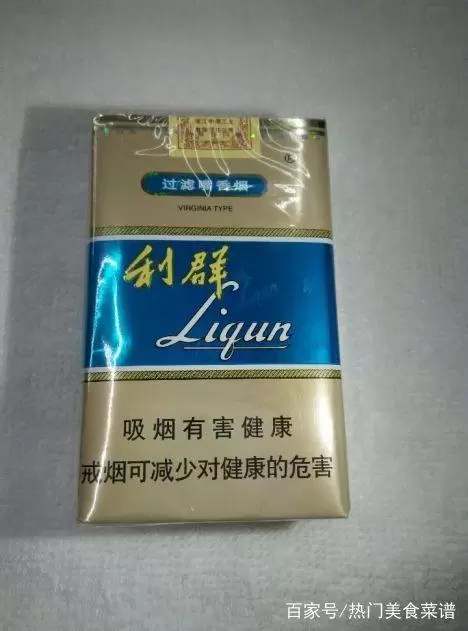 过滤嘴香烟
VIRGINIA TYPE
利群
Liqun
吸烟有害健康
戒烟可减少对健康的危害
百家号/热门美食菜谱